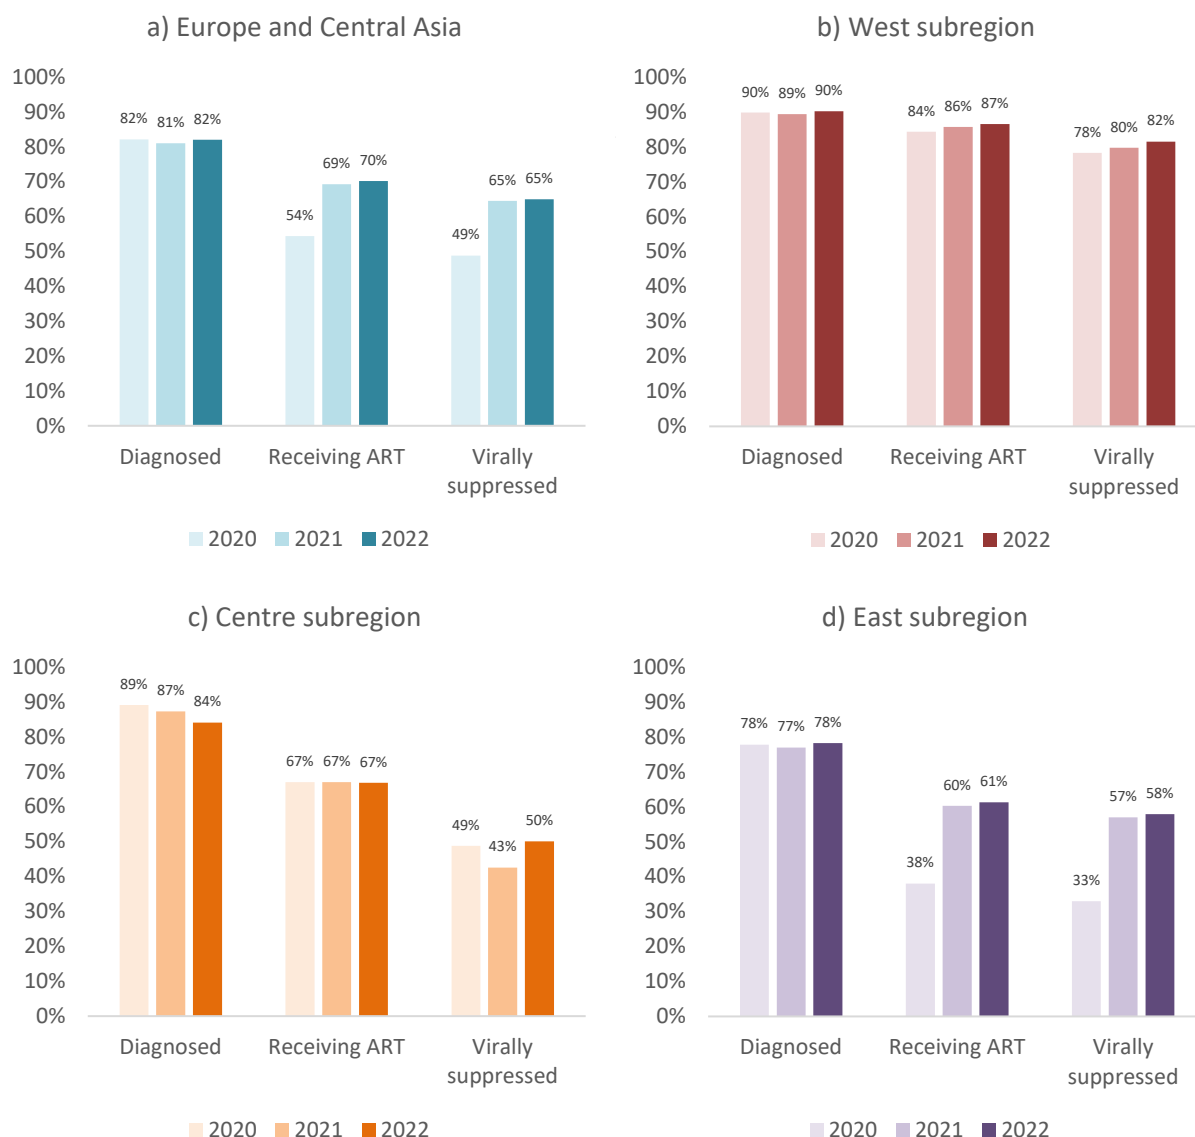 a) Europe and Central Asia
100%
90%
80%
70%
60%
50%
40%
30%
20%
10%
0%
82% 81% 82%
54% 69% 70%
49% 65% 65%
Diagnosed Receiving ART Virally
suppressed
2020 2021 2022
b) West subregion
100%
90%
80%
70%
60%
50%
40%
30%
20%
10%
0%
90% 89% 90%
84% 86% 87%
78% 80% 82%
Diagnosed Receiving ART Virally
suppressed
2020 2021 2022
c) Centre subregion
100%
90%
80%
70%
60%
50%
40%
30%
20%
10%
0%
89% 87% 84%
67% 67% 67%
49% 43% 50%
Diagnosed Receiving ART Virally
suppressed
2020 2021 2022
d) East subregion
100%
90%
80%
70%
60%
50%
40%
30%
20%
10%
0%
78% 77% 78%
38% 60% 61%
33% 57% 58%
Diagnosed Receiving ART Virally
suppressed
2020 2021 2022